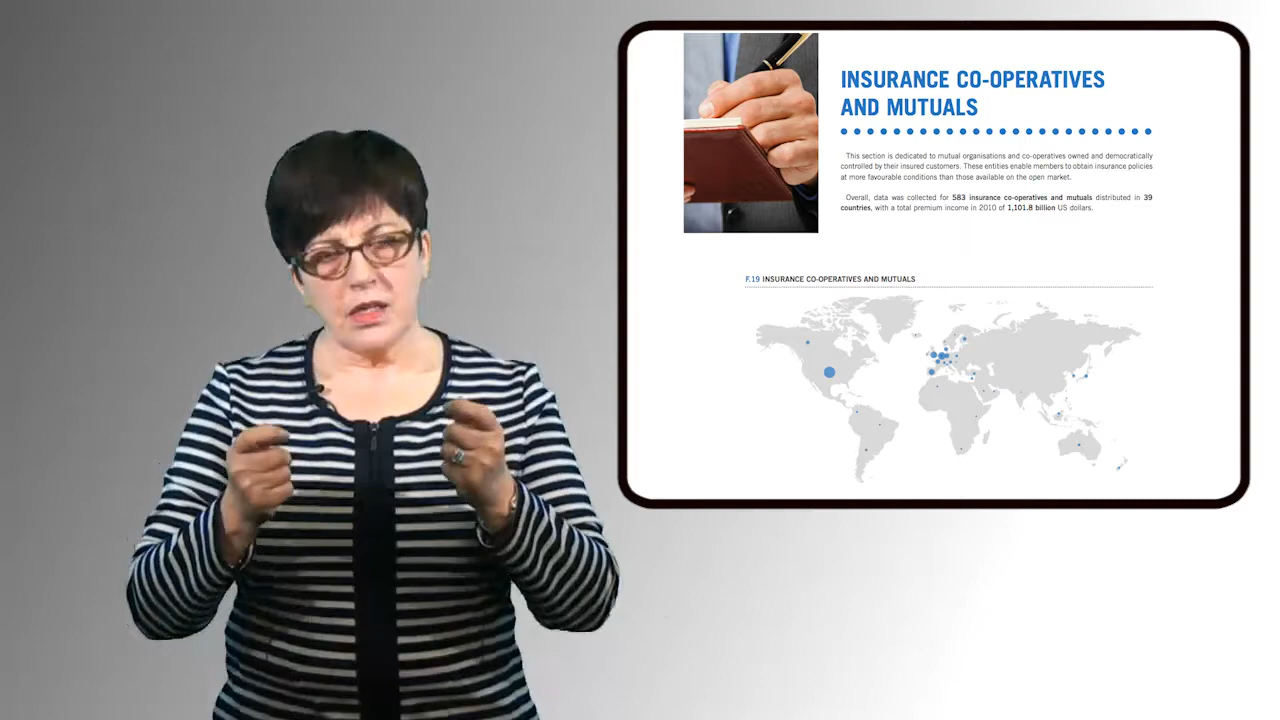 INSURANCE CO-OPERATIVES
AND MUTUALS
This section is dedicated to mutual organisations and co-operatives owned and democratically
controlled by their insured customers. These entities enable members to obtain insurance policies
at more favourable conditions than those available on the open market.
Overall, data was collected for 583 insurance co-operatives and mutuals distributed in 39
countries, with a total premium income in 2010 of 1,101.8 billion US dollars.
F.19 INSURANCE CO-OPERATIVES AND MUTUALS